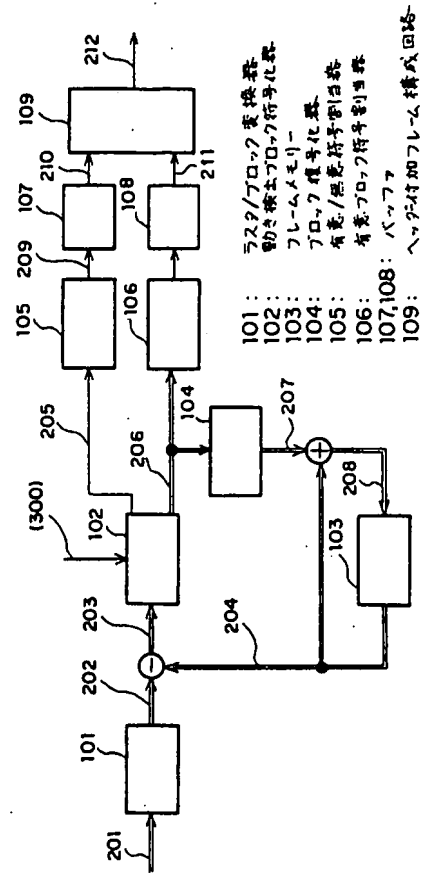 201
101
202
203
102
(300)
205
206
204
104
207
208
103
105
209
107
210
106
108
211
109
212
101: ラスタ/ブロック変換器
102: 動き検出ブロック符号化器
103: フレームメモリー
104: ブロック復号化器
105: 有意/無意符号割当器
106: 有意ブロック符号割当器
107,108: バッファ
109: ヘッダ付加フレーム構成回路